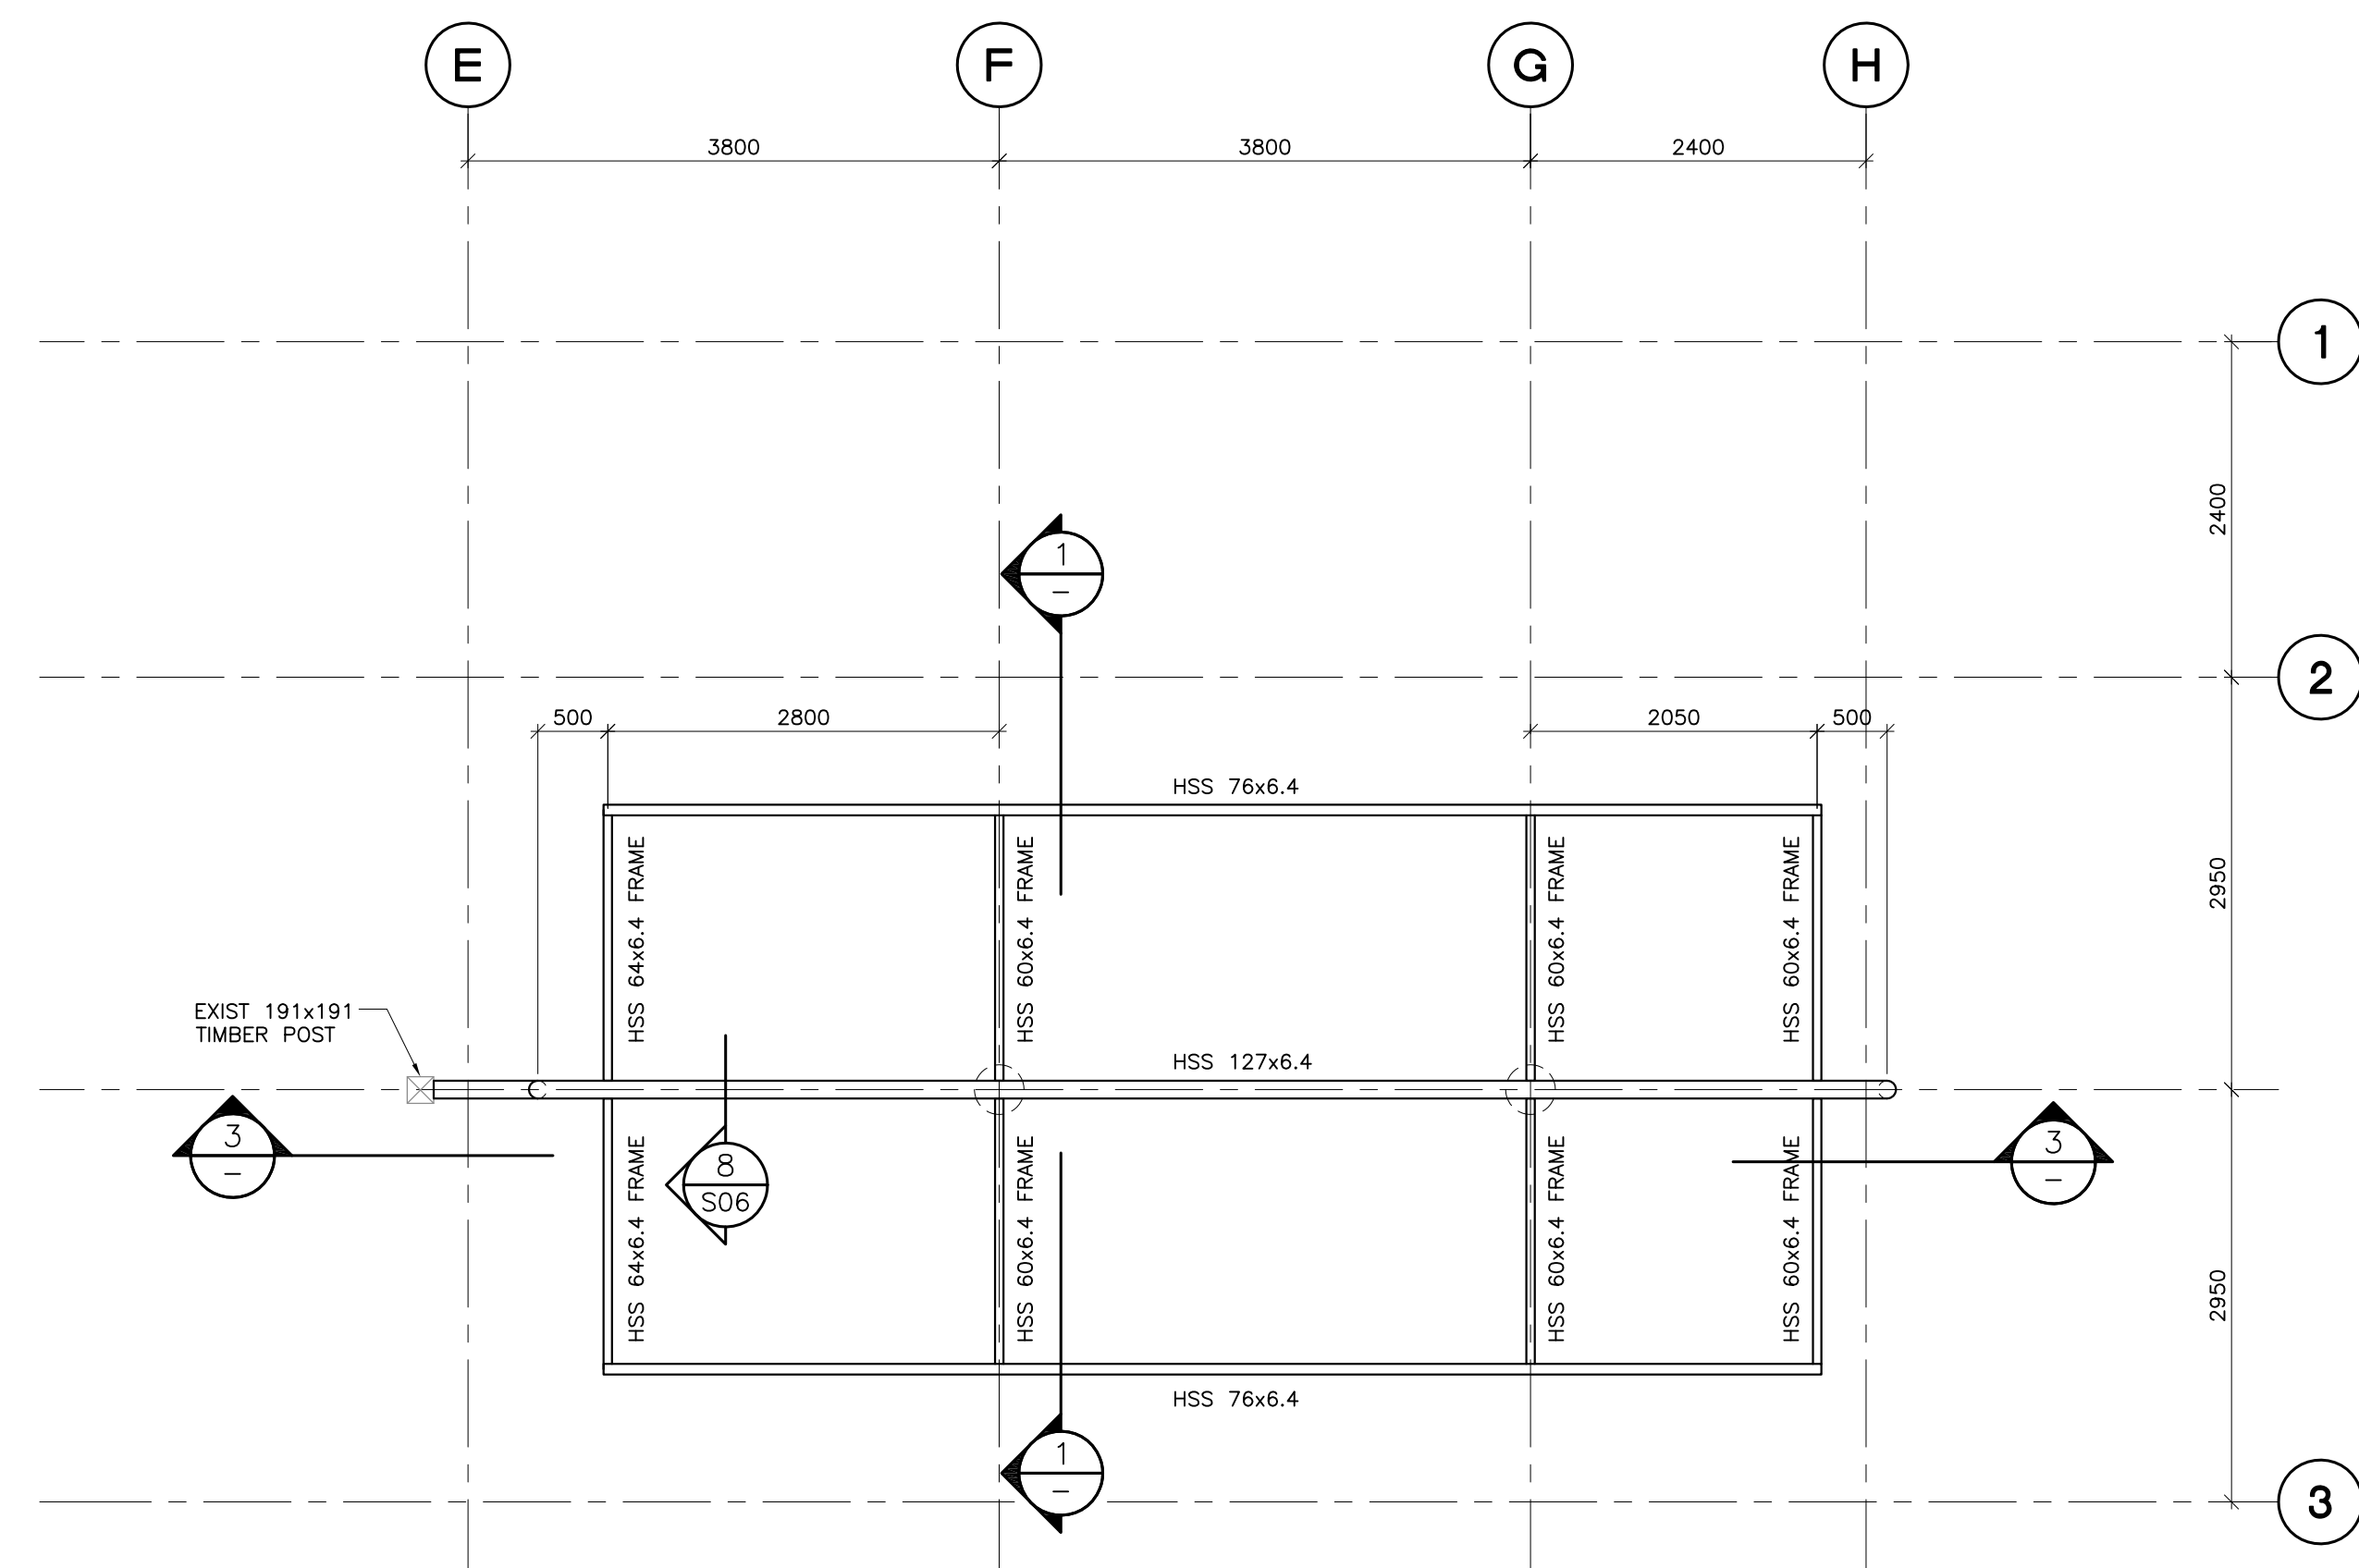 E
F
G
H
3800
3800
2400
1
2400
1
-
2
500
2800
2050
500
HSS 76x6.4
HSS 64x6.4 FRAME
HSS 60x6.4 FRAME
HSS 60x6.4 FRAME
HSS 60x6.4 FRAME
2950
EXIST 191x191
TIMBER POST
HSS 127x6.4
3
-
8
S06
3
-
HSS 64x6.4 FRAME
HSS 60x6.4 FRAME
HSS 60x6.4 FRAME
HSS 60x6.4 FRAME
2950
HSS 76x6.4
1
-
3